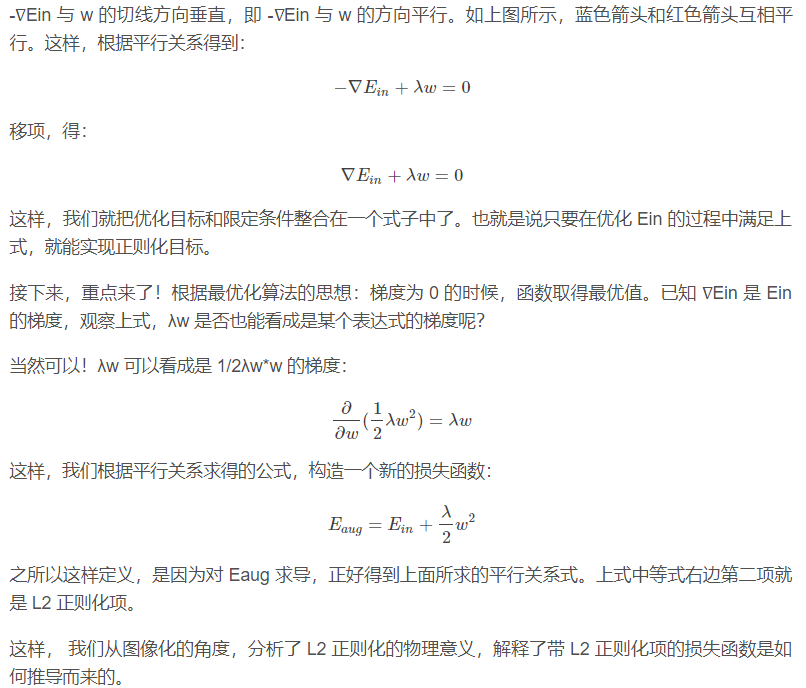 -∇Ein 与 w 的切线方向垂直，即 -∇Ein 与 w 的方向平行。如上图所示，蓝色箭头和红色箭头互相平
行。这样，根据平行关系得到：
−∇E_{in} + λw = 0
移项，得：
∇E_{in} + λw = 0
这样，我们就把优化目标和限定条件整合在一个式子中了。也就是说只要在优化 Ein 的过程中满足上
式，就能实现正则化目标。
接下来，重点来了！根据最优化算法的思想：梯度为 0 的时候，函数取得最优值。已知 ∇Ein 是 Ein
的梯度，观察上式，λw 是否也能看成是某个表达式的梯度呢？
当然可以！λw 可以看成是 1/2λw*w 的梯度：
\frac{∂}{∂w}(\frac{1}{2}λw^2) = λw
这样，我们根据平行关系求得的公式，构造一个新的损失函数：
E_{aug} = E_{in} + \frac{λ}{2}w^2
之所以这样定义，是因为对 Eaug 求导，正好得到上面所求的平行关系式。上式中等式右边第二项就
是 L2 正则化项。
这样， 我们从图像化的角度，分析了 L2 正则化的物理意义，解释了带 L2 正则化项的损失函数是如
何推导而来的。